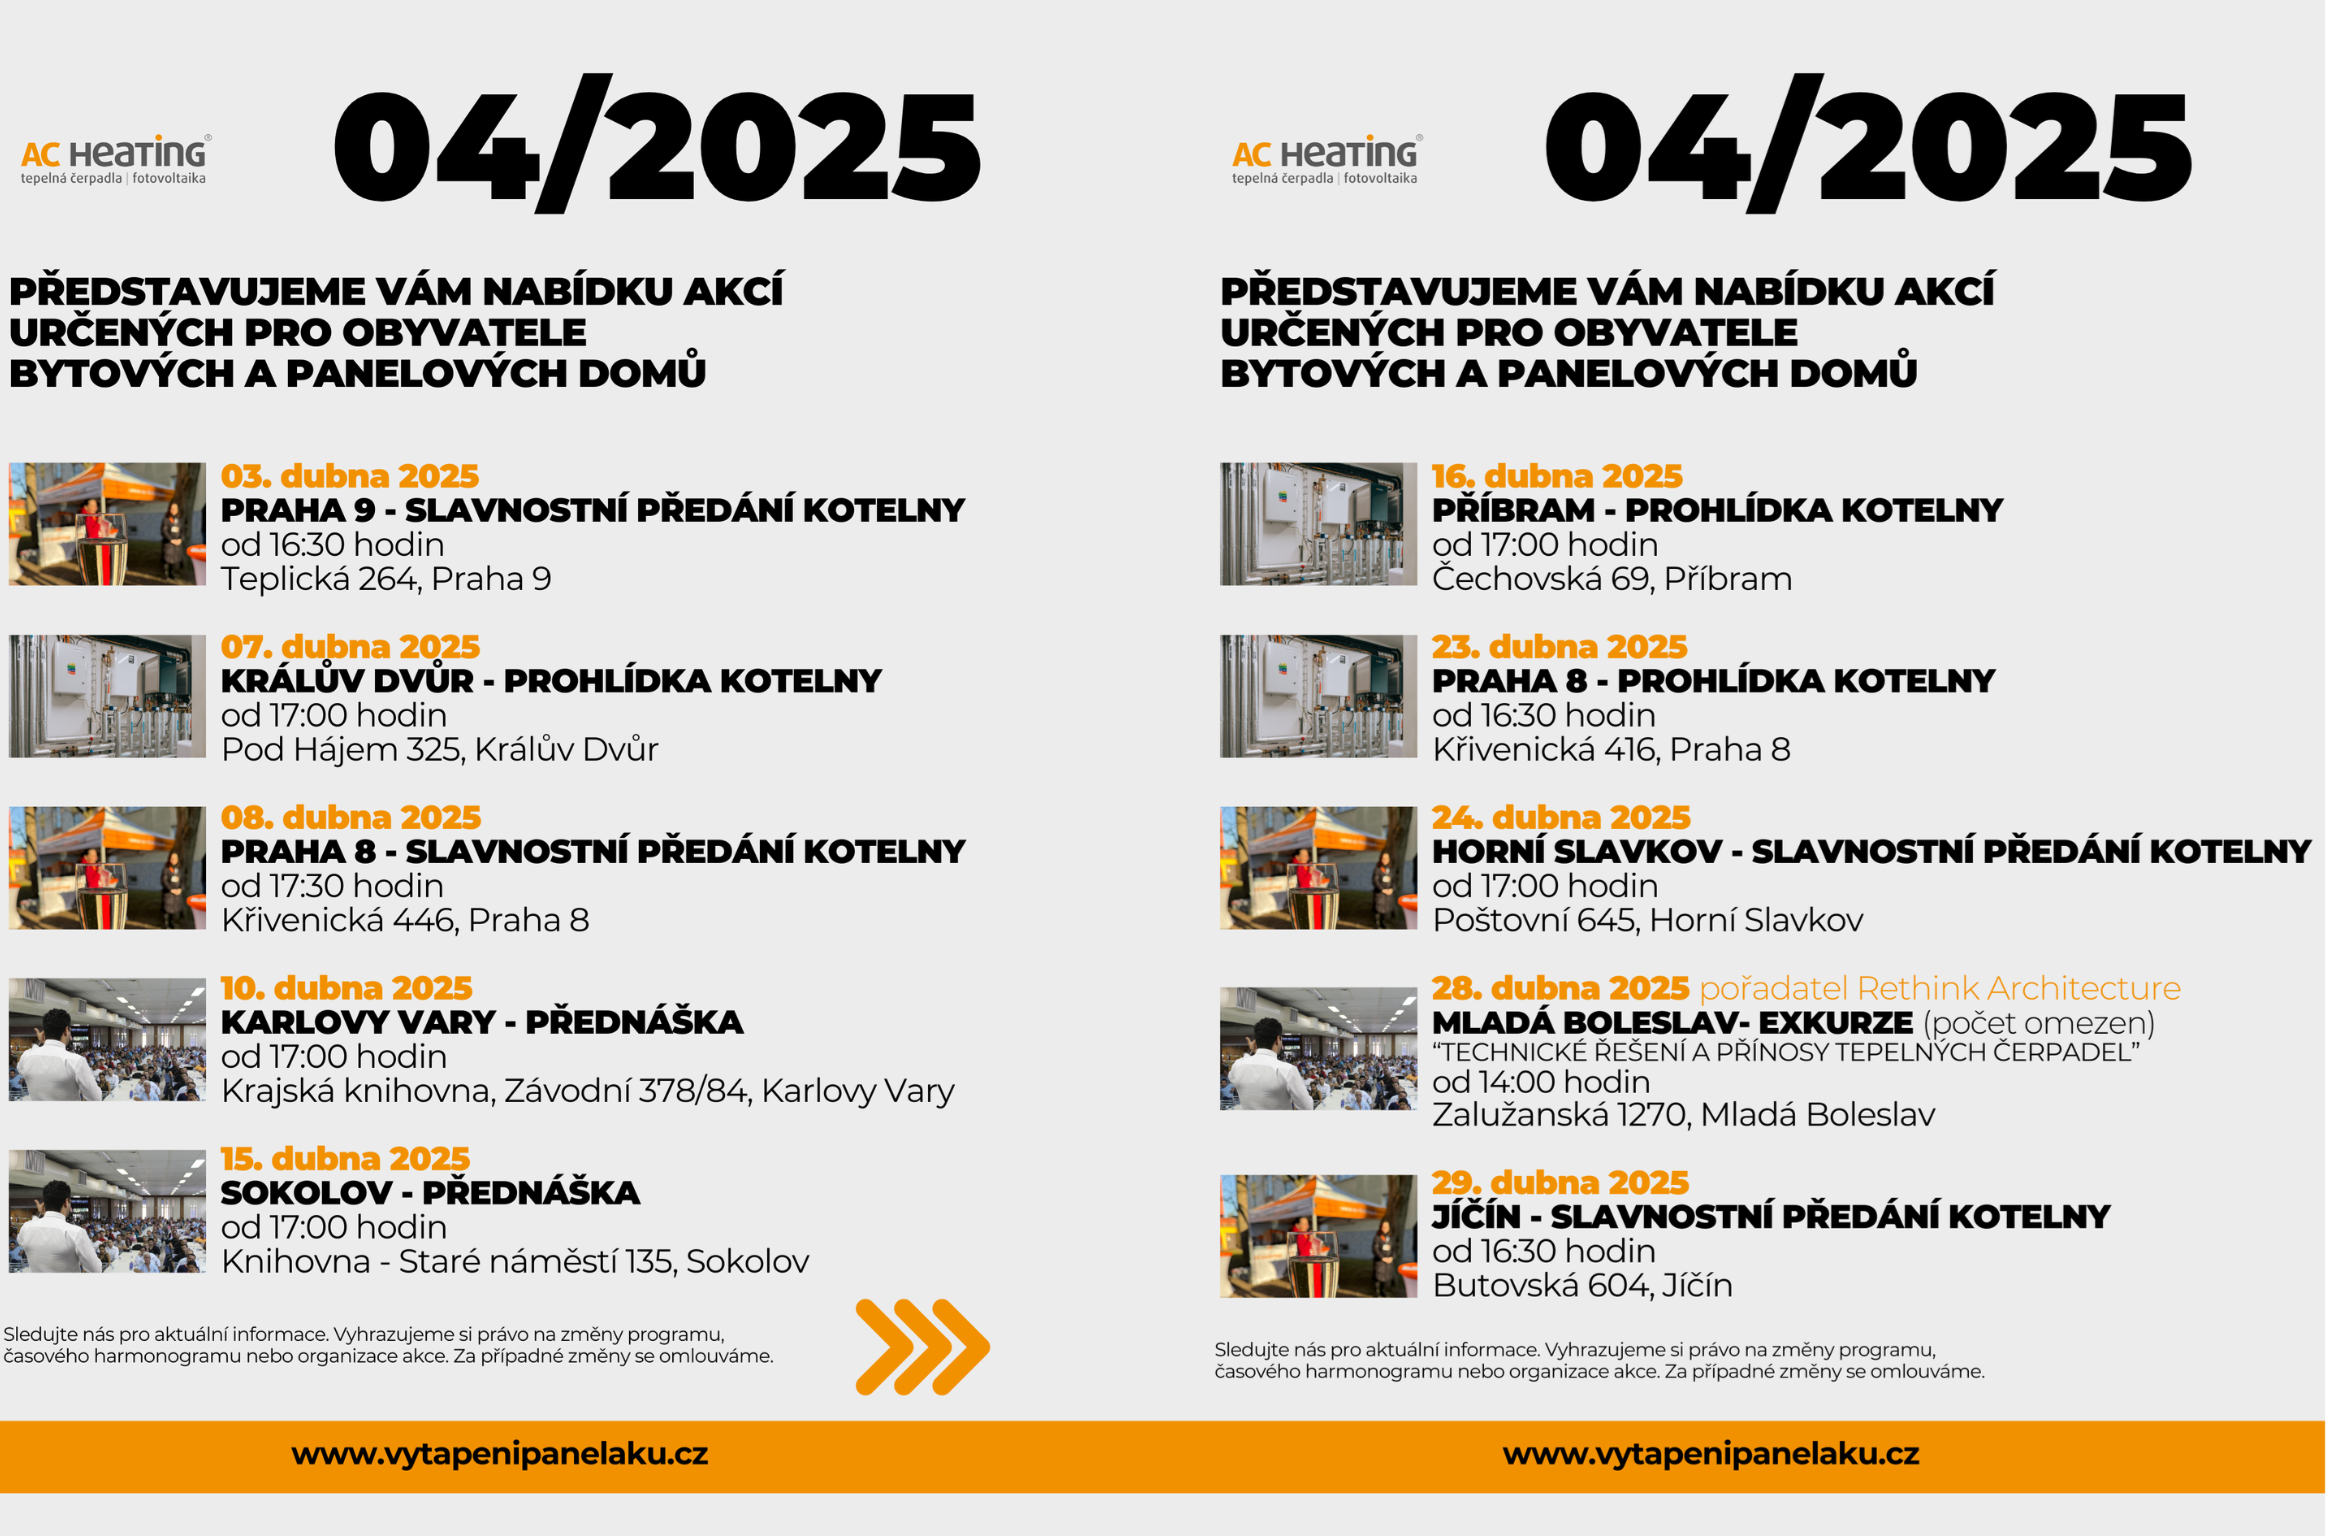 AC Heating®
tepelná čerpadla | fotovoltaika
04/2025
PŘEDSTAVUJEME VÁM NABÍDKU AKCÍ
URČENÝCH PRO OBYVATELE
BYTOVÝCH A PANELOVÝCH DOMŮ
03. dubna 2025
PRAHA 9 - SLAVNOSTNÍ PŘEDÁNÍ KOTELNY
od 16:30 hodin
Teplická 264, Praha 9
07. dubna 2025
KRÁLŮV DVŮR - PROHLÍDKA KOTELNY
od 17:00 hodin
Pod Hájem 325, Králův Dvůr
08. dubna 2025
PRAHA 8 - SLAVNOSTNÍ PŘEDÁNÍ KOTELNY
od 17:30 hodin
Křivenická 446, Praha 8
10. dubna 2025
KARLOVY VARY - PŘEDNÁŠKA
od 17:00 hodin
Krajská knihovna, Závodní 378/84, Karlovy Vary
15. dubna 2025
SOKOLOV - PŘEDNÁŠKA
od 17:00 hodin
Knihovna - Staré náměstí 135, Sokolov
Sledujte nás pro aktuální informace. Vyhrazujeme si právo na změny programu,
časového harmonogramu nebo organizace akce. Za případné změny se omlouváme.
www.vytapenipanelaku.cz
AC Heating®
tepelná čerpadla | fotovoltaika
04/2025
PŘEDSTAVUJEME VÁM NABÍDKU AKCÍ
URČENÝCH PRO OBYVATELE
BYTOVÝCH A PANELOVÝCH DOMŮ
16. dubna 2025
PŘÍBRAM - PROHLÍDKA KOTELNY
od 17:00 hodin
Čechovská 69, Příbram
23. dubna 2025
PRAHA 8 - PROHLÍDKA KOTELNY
od 16:30 hodin
Křivenická 416, Praha 8
24. dubna 2025
HORNÍ SLAVKOV - SLAVNOSTNÍ PŘEDÁNÍ KOTELNY
od 17:00 hodin
Poštovní 645, Horní Slavkov
28. dubna 2025 pořadatel Rethink Architecture
MLADÁ BOLESLAV- EXKURZE (počet omezen)
“TECHNICKÉ ŘEŠENÍ A PŘÍNOSY TEPELNÝCH ČERPADEL”
od 14:00 hodin
Zalužanská 1270, Mladá Boleslav
29. dubna 2025
JÍČÍN - SLAVNOSTNÍ PŘEDÁNÍ KOTELNY
od 16:30 hodin
Butovská 604, Jíčín
Sledujte nás pro aktuální informace. Vyhrazujeme si právo na změny programu,
časového harmonogramu nebo organizace akce. Za případné změny se omlouváme.
www.vytapenipanelaku.cz